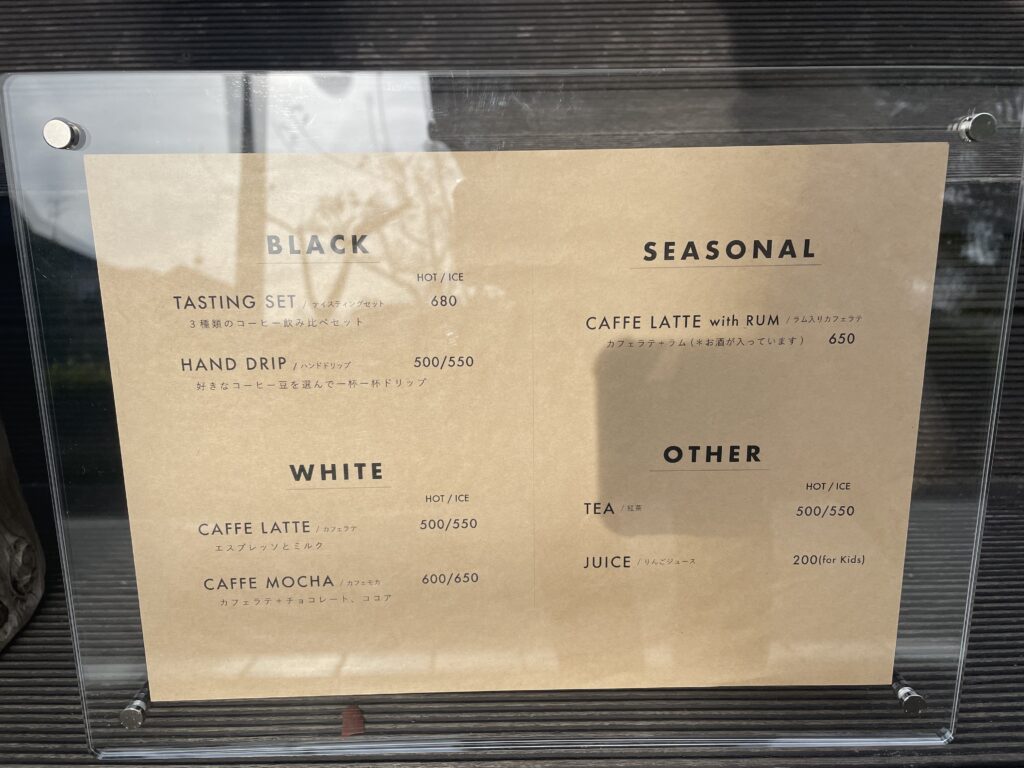 BLACK
HOT / ICE
TASTING SET / テイスティングセット 680
3種類のコーヒー飲み比べセット
HAND DRIP / ハンドドリップ 500/550
好きなコーヒー豆を選んで一杯一杯ドリップ
WHITE
HOT / ICE
CAFFE LATTE / カフェラテ 500/550
エスプレッソとミルク
CAFFE MOCHA / カフェモカ 600/650
カフェラテ+チョコレート、ココア
SEASONAL
CAFFE LATTE with RUM / ラム入りカフェラテ
カフェラテ+ラム(*お酒が入っています) 650
OTHER
HOT / ICE
TEA / 紅茶 500/550
JUICE / りんごジュース 200(for Kids)